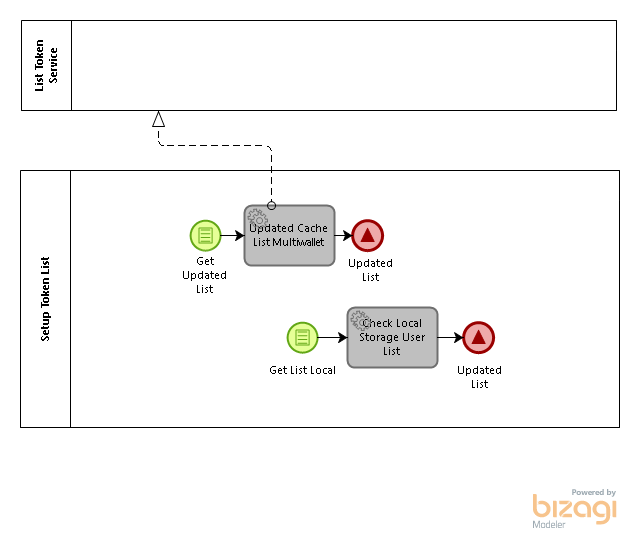 List Token
Service
Setup Token List
Updated Cache
List Multiwallet
Get
Updated
List
Updated
List
Check Local
Storage User
List
Get List Local
Updated
List
Powered by
bizagi
Modeler